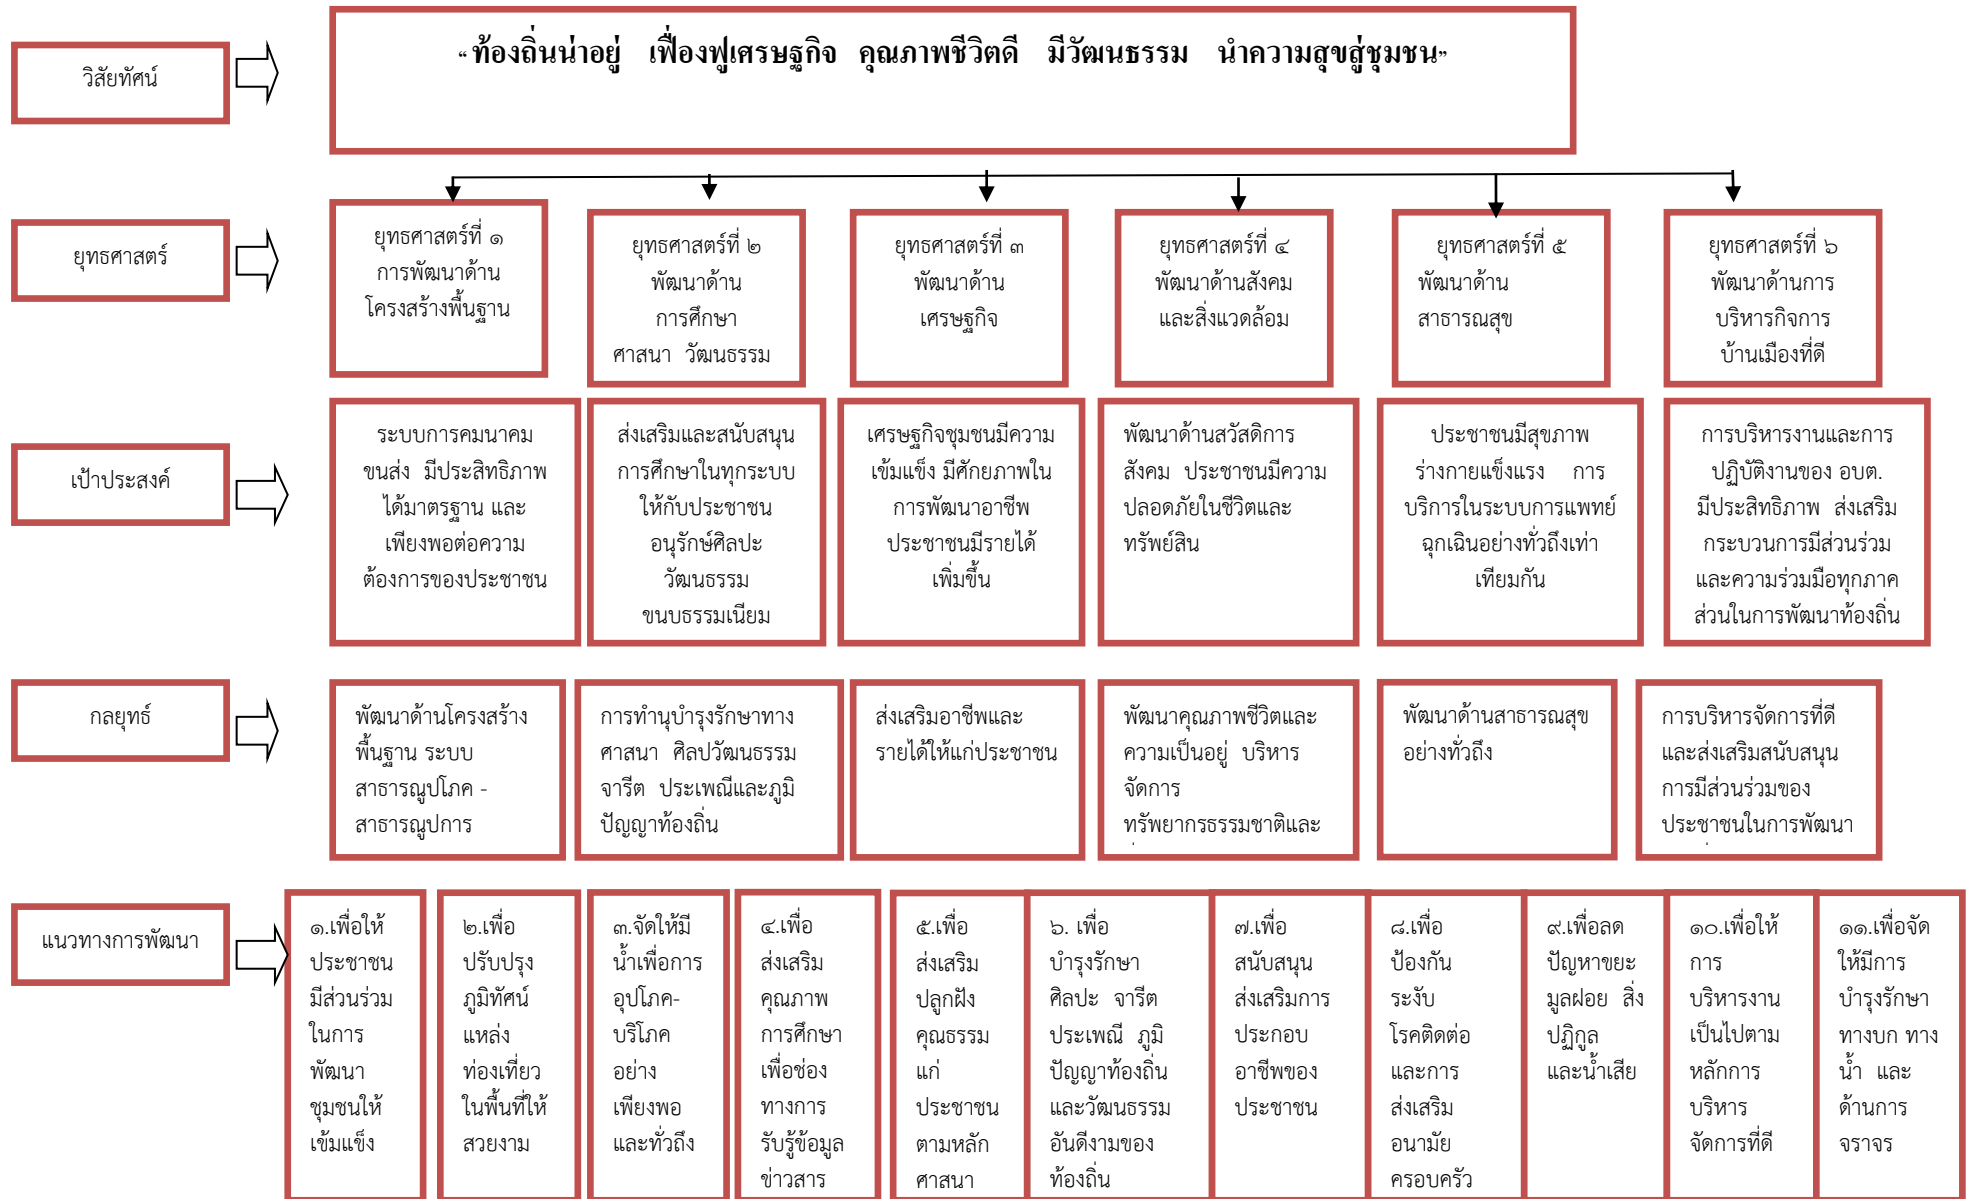 วิสัยทัศน์
“ ท้องถิ่นน่าอยู่ เฟื่องฟูเศรษฐกิจ คุณภาพชีวิตดี มีวัฒนธรรม นำความสุขสู่ชุมชน”
ยุทธศาสตร์
ยุทธศาสตร์ที่ ๑
การพัฒนาด้าน
โครงสร้างพื้นฐาน
ยุทธศาสตร์ที่ ๒
พัฒนาด้าน
การศึกษา
ศาสนา วัฒนธรรม
ยุทธศาสตร์ที่ ๓
พัฒนาด้าน
เศรษฐกิจ
ยุทธศาสตร์ที่ ๔
พัฒนาด้านสังคม
และสิ่งแวดล้อม
ยุทธศาสตร์ที่ ๕
พัฒนาด้าน
สาธารณสุข
ยุทธศาสตร์ที่ ๖
พัฒนาด้านการ
บริหารกิจการ
บ้านเมืองที่ดี
เป้าประสงค์
ระบบการคมนาคม
ขนส่ง มีประสิทธิภาพ
ได้มาตรฐาน และ
เพียงพอต่อความ
ต้องการของประชาชน
ส่งเสริมและสนับสนุน
การศึกษาในทุกระบบ
ให้กับประชาชน
อนุรักษ์ศิลปะ
วัฒนธรรม
ขนบธรรมเนียม
เศรษฐกิจชุมชนมีความ
เข้มแข็ง มีศักยภาพใน
การพัฒนาอาชีพ
ประชาชนมีรายได้
เพิ่มขึ้น
พัฒนาด้านสวัสดิการ
สังคม ประชาชนมีความ
ปลอดภัยในชีวิตและ
ทรัพย์สิน
ประชาชนมีสุขภาพ
ร่างกายแข็งแรง การ
บริการในระบบการแพทย์
ฉุกเฉินอย่างทั่วถึงเท่า
เทียมกัน
การบริหารงานและการ
ปฏิบัติงานของ อบต.
มีประสิทธิภาพ ส่งเสริม
กระบวนการมีส่วนร่วม
และความร่วมมือทุกภาค
ส่วนในการพัฒนาท้องถิ่น
กลยุทธ์
พัฒนาด้านโครงสร้าง
พื้นฐาน ระบบ
สาธารณูปโภค -
สาธารณูปการ
การทำนุบำรุงรักษาทาง
ศาสนา ศิลปวัฒนธรรม
จารีต ประเพณีและภูมิ
ปัญญาท้องถิ่น
ส่งเสริมอาชีพและ
รายได้ให้แก่ประชาชน
พัฒนาคุณภาพชีวิตและ
ความเป็นอยู่ บริหาร
จัดการ
ทรัพยากรธรรมชาติและ
พัฒนาด้านสาธารณสุข
อย่างทั่วถึง
การบริหารจัดการที่ดี
และส่งเสริมสนับสนุน
การมีส่วนร่วมของ
ประชาชนในการพัฒนา
แนวทางการพัฒนา
๑.เพื่อให้
ประชาชน
มีส่วนร่วม
ในการ
พัฒนา
ชุมชนให้
เข้มแข็ง
๒.เพื่อ
ปรับปรุง
ภูมิทัศน์
แหล่ง
ท่องเที่ยว
ในพื้นที่ให้
สวยงาม
๓.จัดให้มี
น้ำเพื่อการ
อุปโภค-
บริโภค
อย่าง
เพียงพอ
และทั่วถึง
๔.เพื่อ
ส่งเสริม
คุณภาพ
การศึกษา
เพื่อช่อง
ทางการ
รับรู้ข้อมูล
ข่าวสาร
๕.เพื่อ
ส่งเสริม
ปลูกฝัง
คุณธรรม
แก่
ประชาชน
ตามหลัก
ศาสนา
๖. เพื่อ
บำรุงรักษา
ศิลปะ จารีต
ประเพณี ภูมิ
ปัญญาท้องถิ่น
และวัฒนธรรม
อันดีงามของ
ท้องถิ่น
๗.เพื่อ
สนับสนุน
ส่งเสริมการ
ประกอบ
อาชีพของ
ประชาชน
๘.เพื่อ
ป้องกัน
ระงับ
โรคติดต่อ
และการ
ส่งเสริม
อนามัย
ครอบครัว
๙.เพื่อลด
ปัญหาขยะ
มูลฝอย สิ่ง
ปฏิกูล
และน้ำเสีย
๑๐.เพื่อให้
การ
บริหารงาน
เป็นไปตาม
หลักการ
บริหาร
จัดการที่ดี
๑๑.เพื่อจัด
ให้มีการ
บำรุงรักษา
ทางบก ทาง
น้ำ และ
ด้านการ
จราจร